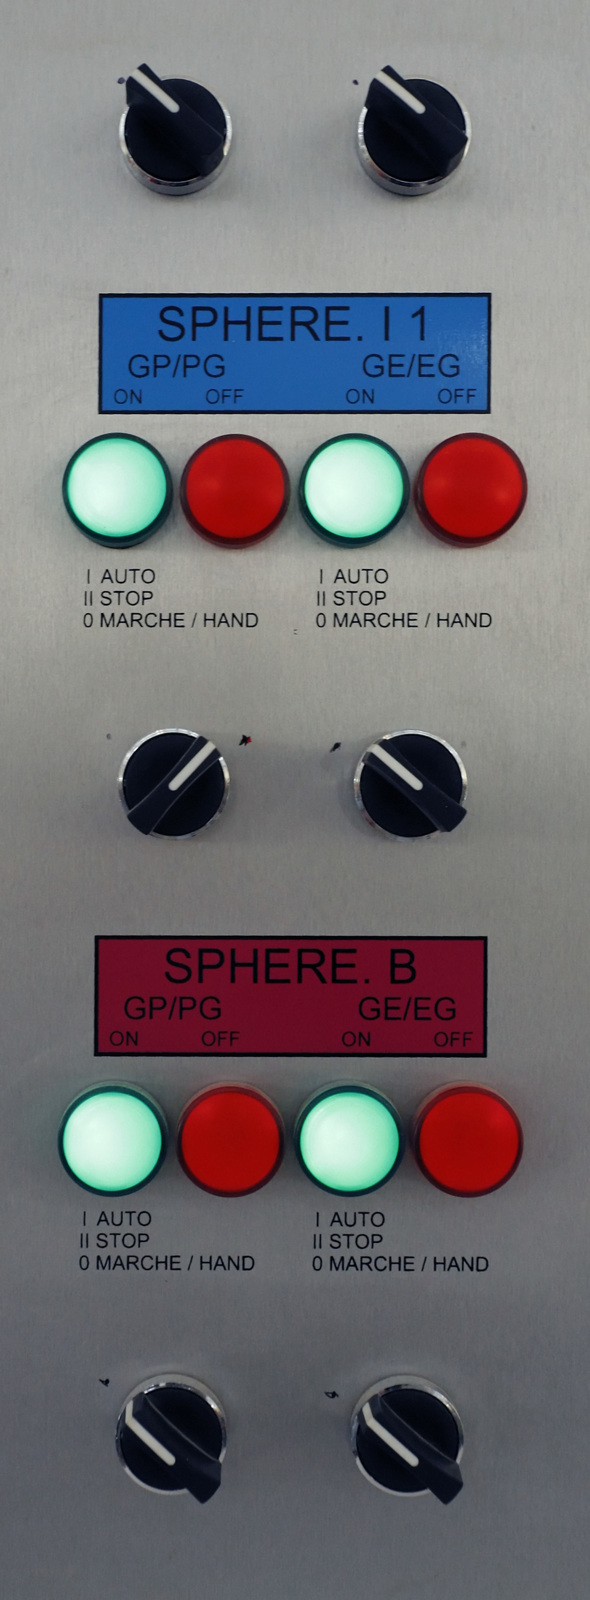 SPHERE. I 1
GP/PG GE/EG
ON OFF ON OFF
I AUTO I AUTO
II STOP II STOP
0 MARCHE / HAND 0 MARCHE / HAND
SPHERE. B
GP/PG GE/EG
ON OFF ON OFF
I AUTO I AUTO
II STOP II STOP
0 MARCHE / HAND 0 MARCHE / HAND